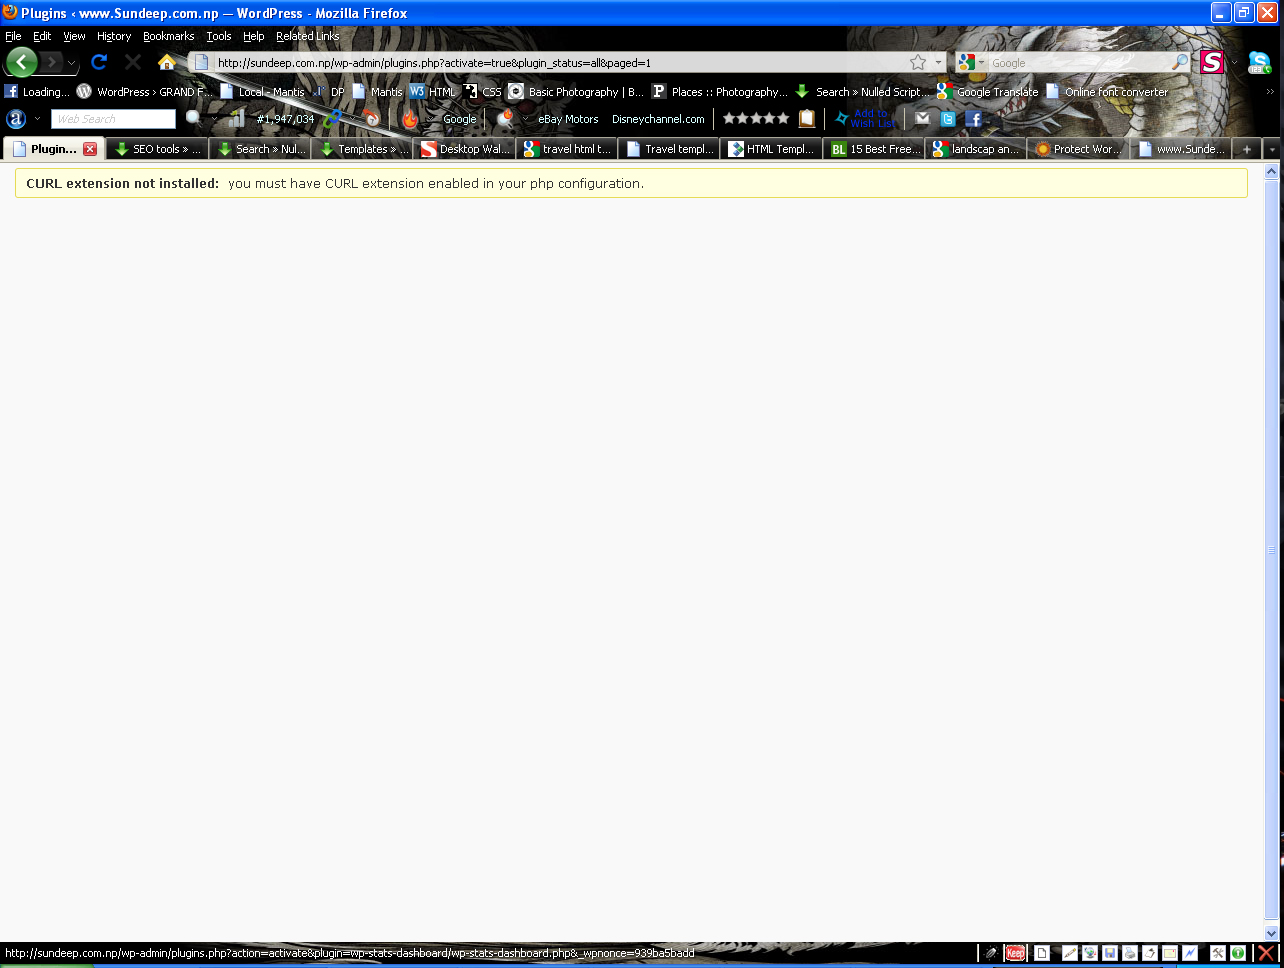 Plugins ‹ www.Sundeep.com.np — WordPress - Mozilla Firefox
File Edit View History Bookmarks Tools Help Related Links
http://sundeep.com.np/wp-admin/plugins.php?activate=true&plugin_status=all&paged=1 Google S
Loading... WordPress › GRAND F... Local - Mantis DP Mantis W3 HTML CSS Basic Photography | B... P Places :: Photography... Search » Nulled Script... Google Translate Online font converter »
a Web Search #1,947,034 Google eBay Motors Disneychannel.com Add to Wish List
Plugin... SEO tools » ... Search » Nul... Templates » ... Desktop Wal... travel html t... Travel templ... HTML Templ... BL 15 Best Free... landscap an... Protect Wor... www.Sunde... +
CURL extension not installed: you must have CURL extension enabled in your php configuration.
http://sundeep.com.np/wp-admin/plugins.php?action=activate&plugin=wp-stats-dashboard/wp-stats-dashboard.php&_wpnonce=939ba5badd Keep